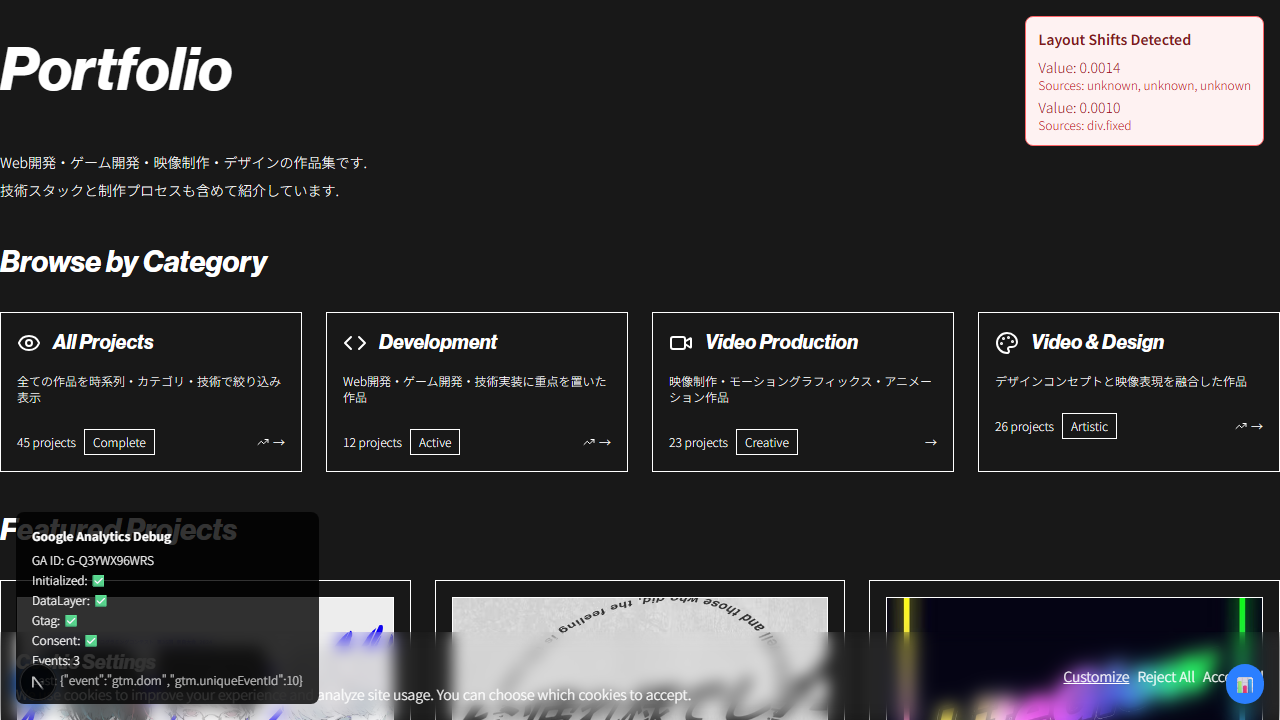 Portfolio
Layout Shifts Detected
Value: 0.0014
Sources: unknown, unknown, unknown
Value: 0.0010
Sources: div.fixed
Web開発・ゲーム開発・映像制作・デザインの作品集です.
技術スタックと制作プロセスも含めて紹介しています.
Browse by Category
All Projects
全ての作品を時系列・カテゴリ・技術で絞り込み
表示
45 projects Complete
Development
Web開発・ゲーム開発・技術実装に重点を置いた
作品
12 projects Active
Video Production
映像制作・モーショングラフィックス・アニメー
ション作品
23 projects Creative
Video & Design
デザインコンセプトと映像表現を融合した作品
26 projects Artistic
Featured Projects
Google Analytics Debug
GA ID: G-Q3YWX96WRS
Initialized: ✅
DataLayer: ✅
Gtag: ✅
Consent: ✅
Events: 3
{"event":"gtm.dom","gtm.uniqueEventId":10}
and those who did, the feeling
Settings
cookies to improve your experience and analyze site usage. You can choose which cookies to accept.
Customize Reject All